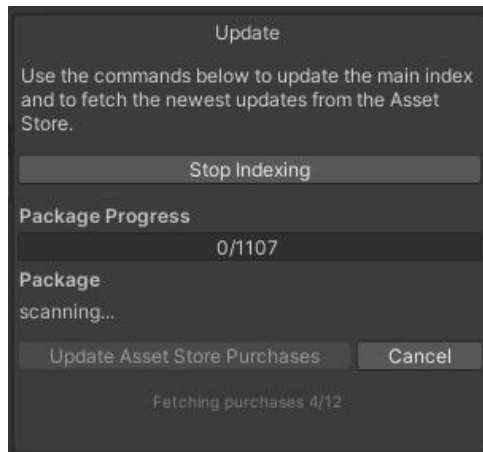 Update
Use the commands below to update the main index
and to fetch the newest updates from the Asset
Store.
Stop Indexing
Package Progress
0/1107
Package
scanning...
Update Asset Store Purchases
Cancel
Fetching purchases 4/12